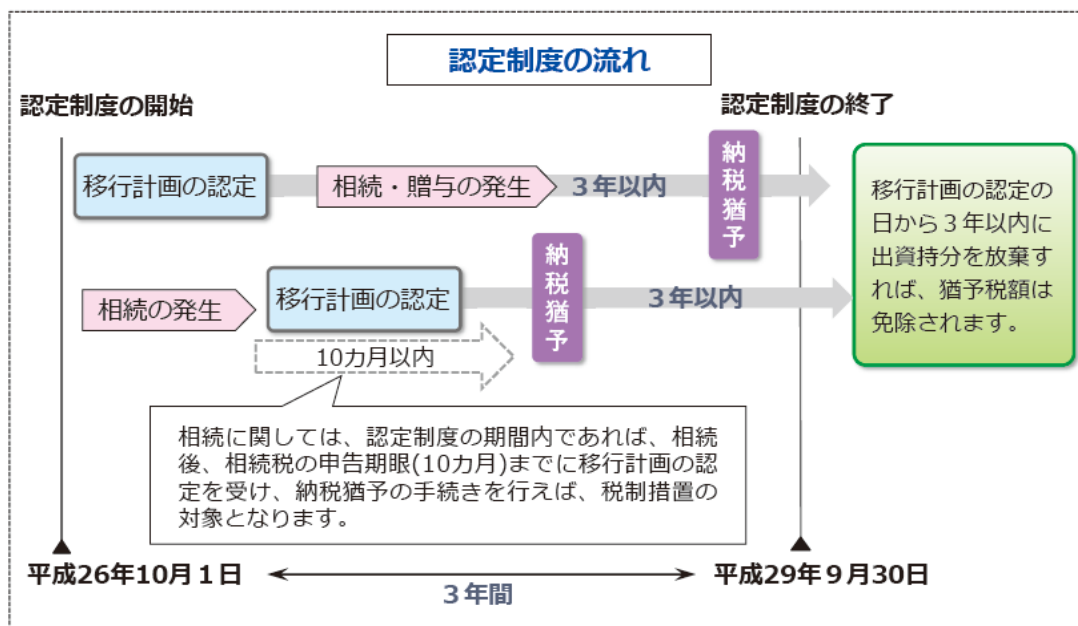 認定制度の流れ
認定制度の開始
認定制度の終了
移行計画の認定
相続・贈与の発生
3年以内
納税猶予
相続の発生
移行計画の認定
納税猶予
3年以内
10カ月以内
移行計画の認定の
日から3年以内に
出資持分を放棄す
れば、猶予税額は
免除されます。
相続に関しては、認定制度の期間内であれば、相続
後、相続税の申告期眼(10カ月)までに移行計画の認
定を受け、納税猶予の手続きを行えば、税制措置の
対象となります。
平成26年10月1日
3年間
平成29年9月30日